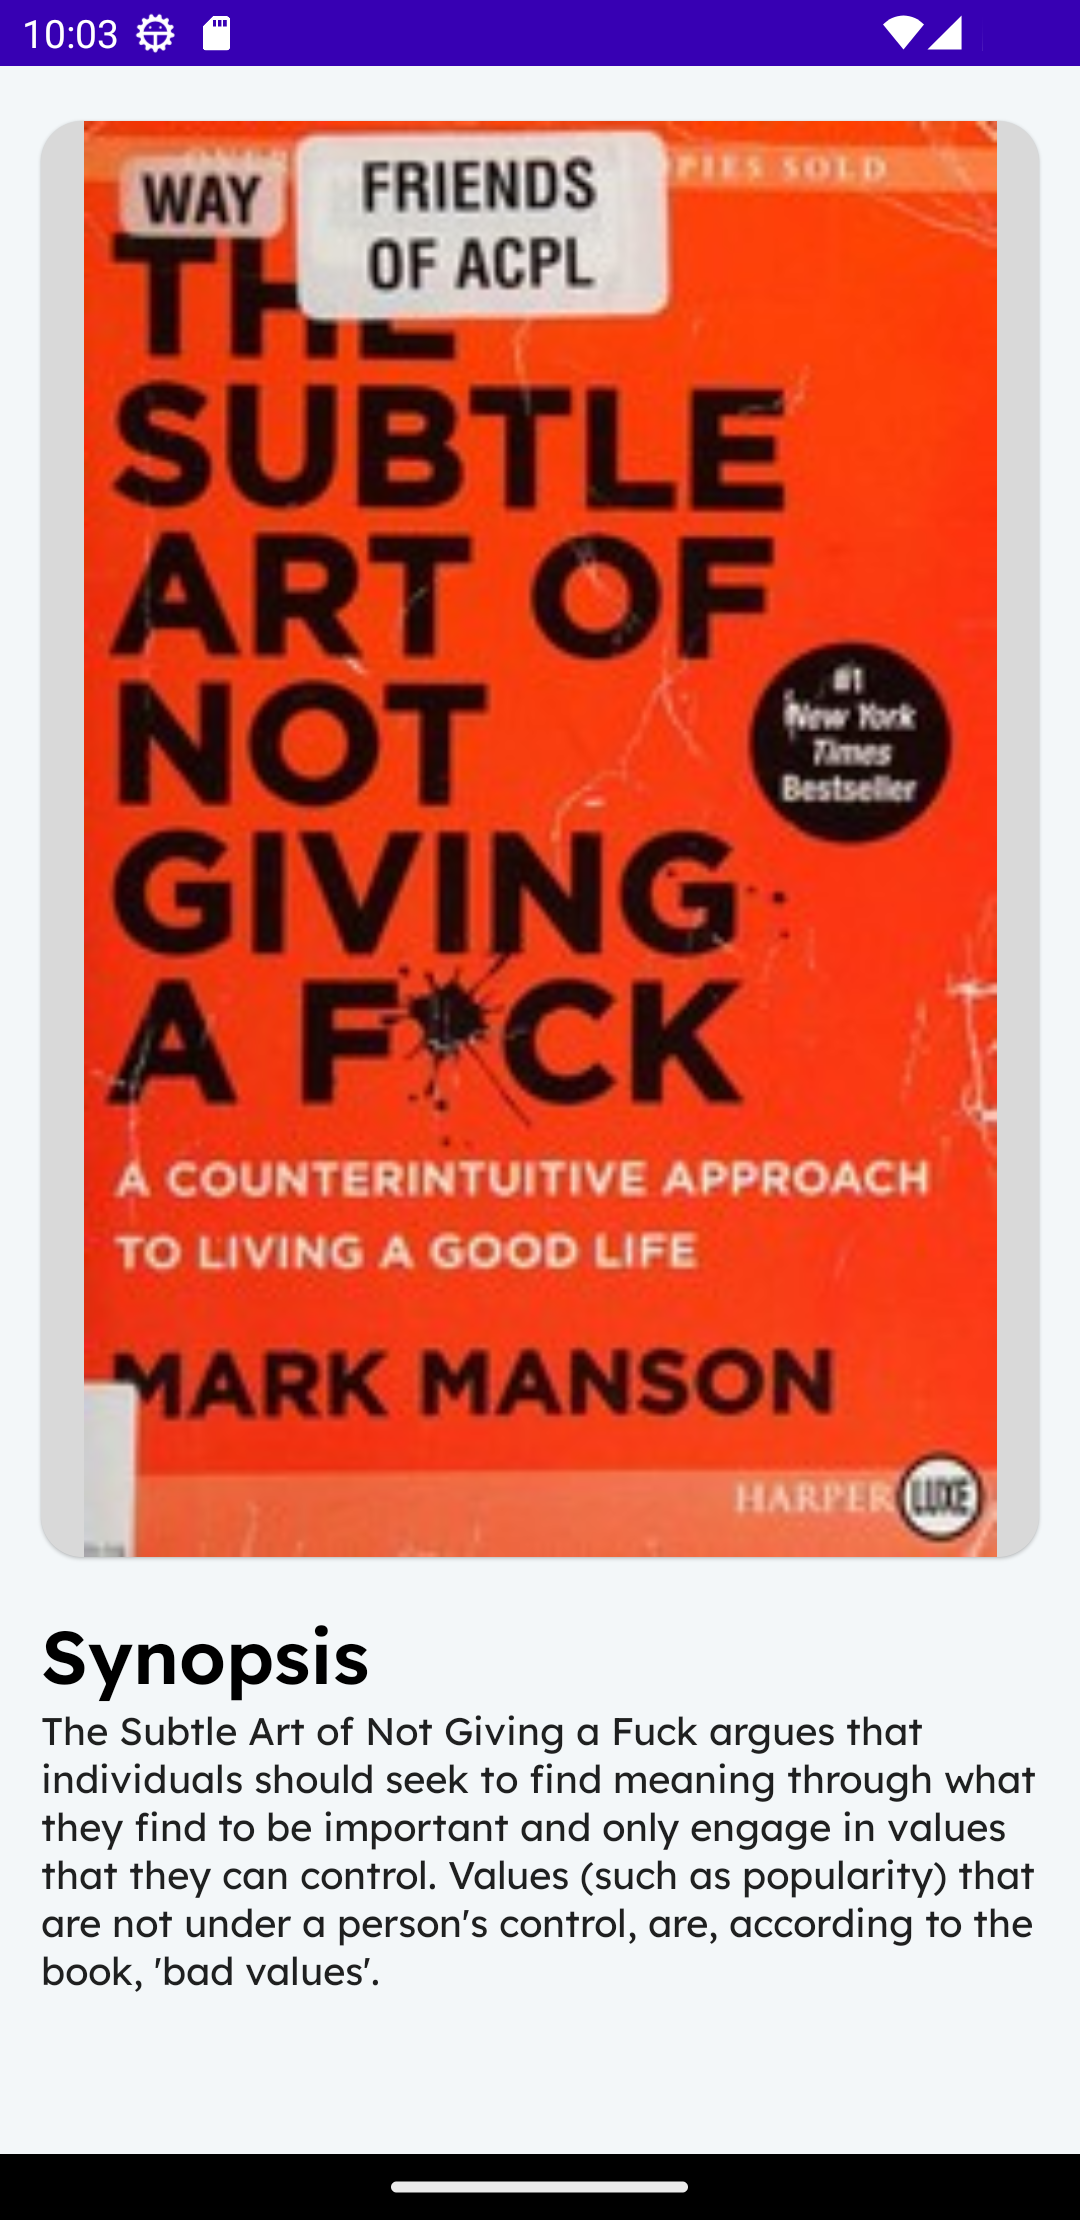 10:03
PIES SOLD
WAY
FRIENDS
OF ACPL
THE
SUBTLE
ART OF
NOT
GIVING
A F*CK
#1
New York
Times
Bestseller
A COUNTERINTUITIVE APPROACH
TO LIVING A GOOD LIFE
MARK MANSON
HARPER LUXE
Synopsis
The Subtle Art of Not Giving a Fuck argues that
individuals should seek to find meaning through what
they find to be important and only engage in values
that they can control. Values (such as popularity) that
are not under a person's control, are, according to the
book, 'bad values'.